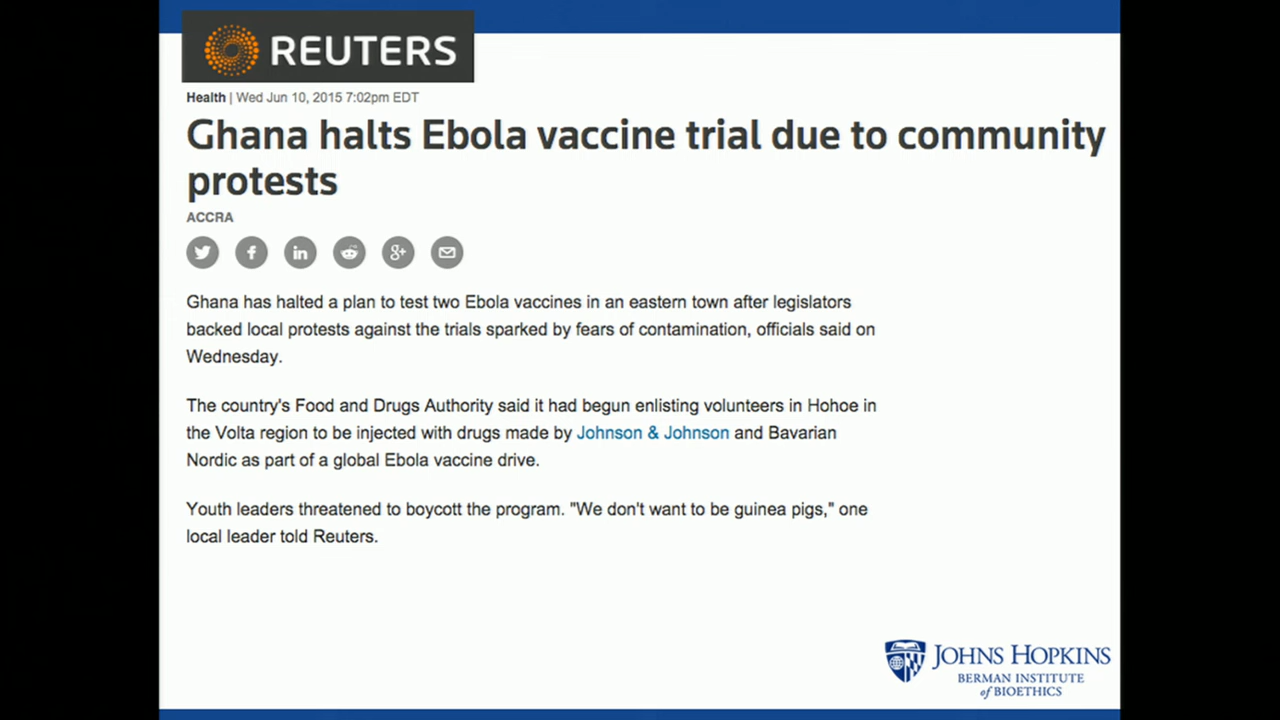 REUTERS
Health | Wed Jun 10, 2015 7:02pm EDT
Ghana halts Ebola vaccine trial due to community
protests
ACCRA
Ghana has halted a plan to test two Ebola vaccines in an eastern town after legislators
backed local protests against the trials sparked by fears of contamination, officials said on
Wednesday.
The country's Food and Drugs Authority said it had begun enlisting volunteers in Hohoe in
the Volta region to be injected with drugs made by Johnson & Johnson and Bavarian
Nordic as part of a global Ebola vaccine drive.
Youth leaders threatened to boycott the program. "We don't want to be guinea pigs," one
local leader told Reuters.
JOHNS HOPKINS
BERMAN INSTITUTE
of BIOETHICS